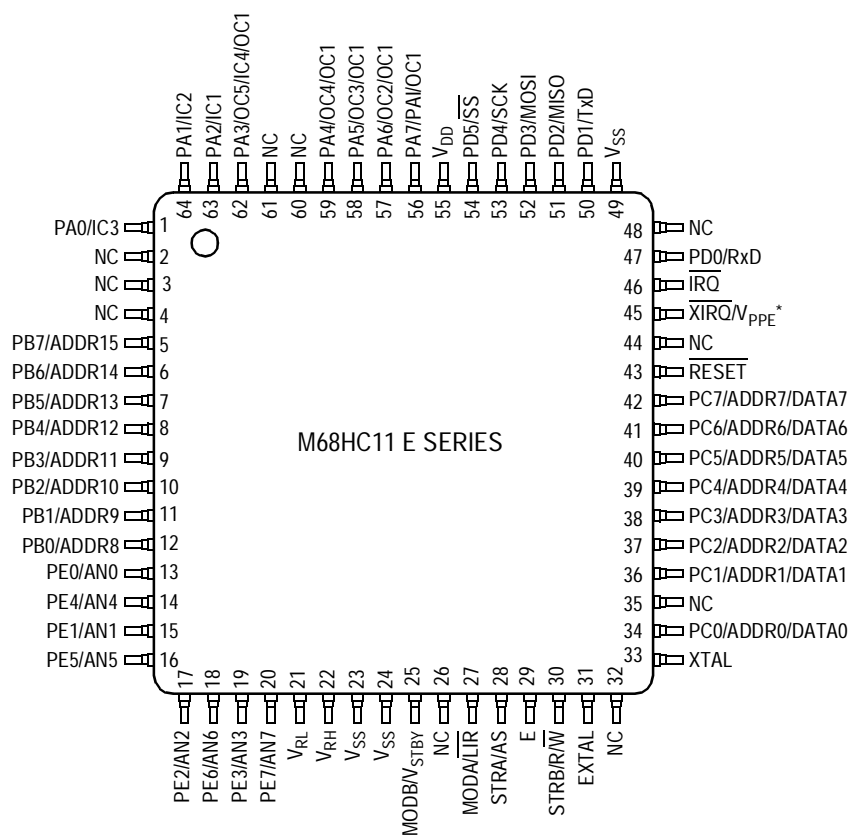 PA1/IC2
PA2/IC1
PA3/OC5/IC4/OC1
NC
NC
PA4/OC4/OC1
PA5/OC3/OC1
PA6/OC2/OC1
PA7/PAI/OC1
VDD
PD5/SS
PD4/SCK
PD3/MOSI
PD2/MISO
PD1/TxD
VSS
64
63
62
61
60
59
58
57
56
55
54
53
52
51
50
49
PA0/IC3 1
NC 2
NC 3
NC 4
PB7/ADDR15 5
PB6/ADDR14 6
PB5/ADDR13 7
PB4/ADDR12 8
PB3/ADDR11 9
PB2/ADDR10 10
PB1/ADDR9 11
PB0/ADDR8 12
PE0/AN0 13
PE4/AN4 14
PE1/AN1 15
PE5/AN5 16
M68HC11 E SERIES
48 NC
47 PD0/RxD
46 IRQ
45 XIRQ/VPPE*
44 NC
43 RESET
42 PC7/ADDR7/DATA7
41 PC6/ADDR6/DATA6
40 PC5/ADDR5/DATA5
39 PC4/ADDR4/DATA4
38 PC3/ADDR3/DATA3
37 PC2/ADDR2/DATA2
36 PC1/ADDR1/DATA1
35 NC
34 PC0/ADDR0/DATA0
33 XTAL
17
18
19
20
21
22
23
24
25
26
27
28
29
30
31
32
PE2/AN2
PE6/AN6
PE3/AN3
PE7/AN7
VRL
VRH
VSS
VSS
MODB/VSTBY
NC
MODA/LIR
STRA/AS
E
STRB/R/W
EXTAL
NC